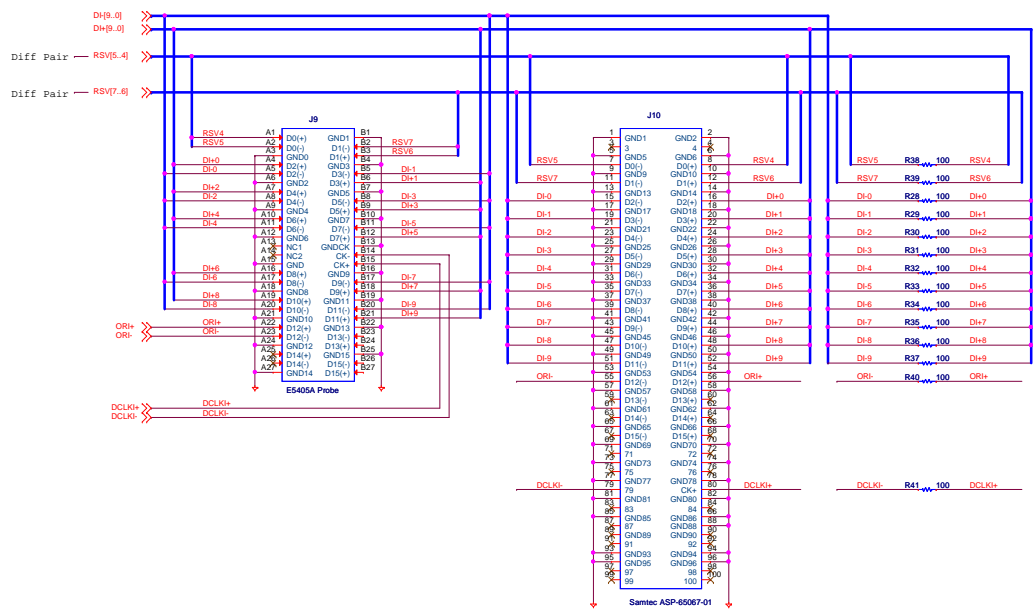 DI-[9..0]
DI+[9..0]
Diff Pair RSV[5..4]
Diff Pair RSV[7..6]
J9
RSV4 A1 D0(+) GND1 B1
RSV5 A2 D0(-) D1(-) B2 RSV7
A3 GND0 D1(+) B3 RSV6
DI+0 A4 D2(+) GND3 B4
DI-0 A5 D2(-) D3(-) B5 DI-1
A6 GND2 D3(+) B6 DI+1
DI+2 A7 D4(+) GND5 B7
DI-2 A8 D4(-) D5(-) B8 DI-3
A9 GND4 D5(+) B9 DI+3
DI+4 A10 D6(+) GND7 B10
DI-4 A11 D6(-) D7(-) B11 DI-5
A12 GND6 D7(+) B12 DI+5
A13 NC1 GNDCK B13
NC2 CK- B14
A15 GND CK+ B15
DI+6 A16 D8(+) GND9 B16
DI-6 A17 D8(-) D9(-) B17 DI-7
A18 GND8 D9(+) B18 DI+7
DI+8 A19 D10(+) GND11 B19
DI-8 A20 D10(-) D11(-) B20 DI-9
A21 GND10 D11(+) B21 DI+9
ORI+ ORI+ A22 D12(+) GND13 B22
ORI- ORI- A23 D12(-) D13(-) B23
A24 GND12 D13(+) B24
A25 D14(+) GND15 B25
A26 D14(-) D15(-) B26
A27 GND14 D15(+) B27
E5405A Probe
DCLKI+ DCLKI+
DCLKI- DCLKI-
J10
1 GND1 GND2 2
3 3 4
5 GND5 GND6 6
RSV5 7 D0(-) D0(+) 8 RSV4
9 GND9 GND10 10
RSV7 11 D1(-) D1(+) 12 RSV6
13 GND13 GND14 14
DI-0 15 D2(-) D2(+) 16 DI+0
17 GND17 GND18 18
DI-1 19 D3(-) D3(+) 20 DI+1
21 GND21 GND22 22
DI-2 23 D4(-) D4(+) 24 DI+2
25 GND25 GND26 26
DI-3 27 D5(-) D5(+) 28 DI+3
29 GND29 GND30 30
DI-4 31 D6(-) D6(+) 32 DI+4
33 GND33 GND34 34
DI-5 35 D7(-) D7(+) 36 DI+5
37 GND37 GND38 38
DI-6 39 D8(-) D8(+) 40 DI+6
41 GND41 GND42 42
DI-7 43 D9(-) D9(+) 44 DI+7
45 GND45 GND46 46
DI-8 47 D10(-) D10(+) 48 DI+8
49 GND49 GND50 50
DI-9 51 D11(-) D11(+) 52 DI+9
53 GND53 GND54 54
ORI- 55 D12(-) D12(+) 56 ORI+
57 GND57 GND58 58
59 D13(-) D13(+) 60
61 GND61 GND62 62
63 D14(-) D14(+) 64
65 GND65 GND66 66
67 D15(-) D15(+) 68
69 GND69 GND70 70
71 71 72 72
73 GND73 GND74 74
75 75 76 76
77 GND77 GND78 78
DCLKI- 79 79 CK+ 80 DCLKI+
81 GND81 GND80 82
83 83 84 84
85 GND85 GND86 86
87 87 GND88 88
89 GND89 GND90 90
91 91 92 92
93 GND93 GND94 94
95 GND95 GND96 96
97 97 98 98
99 99 100 100
Samtec ASP-65067-01
RSV5 R38 100 RSV4
RSV7 R39 100 RSV6
DI-0 R28 100 DI+0
DI-1 R29 100 DI+1
DI-2 R30 100 DI+2
DI-3 R31 100 DI+3
DI-4 R32 100 DI+4
DI-5 R33 100 DI+5
DI-6 R34 100 DI+6
DI-7 R35 100 DI+7
DI-8 R36 100 DI+8
DI-9 R37 100 DI+9
ORI- R40 100 ORI+
DCLKI- R41 100 DCLKI+